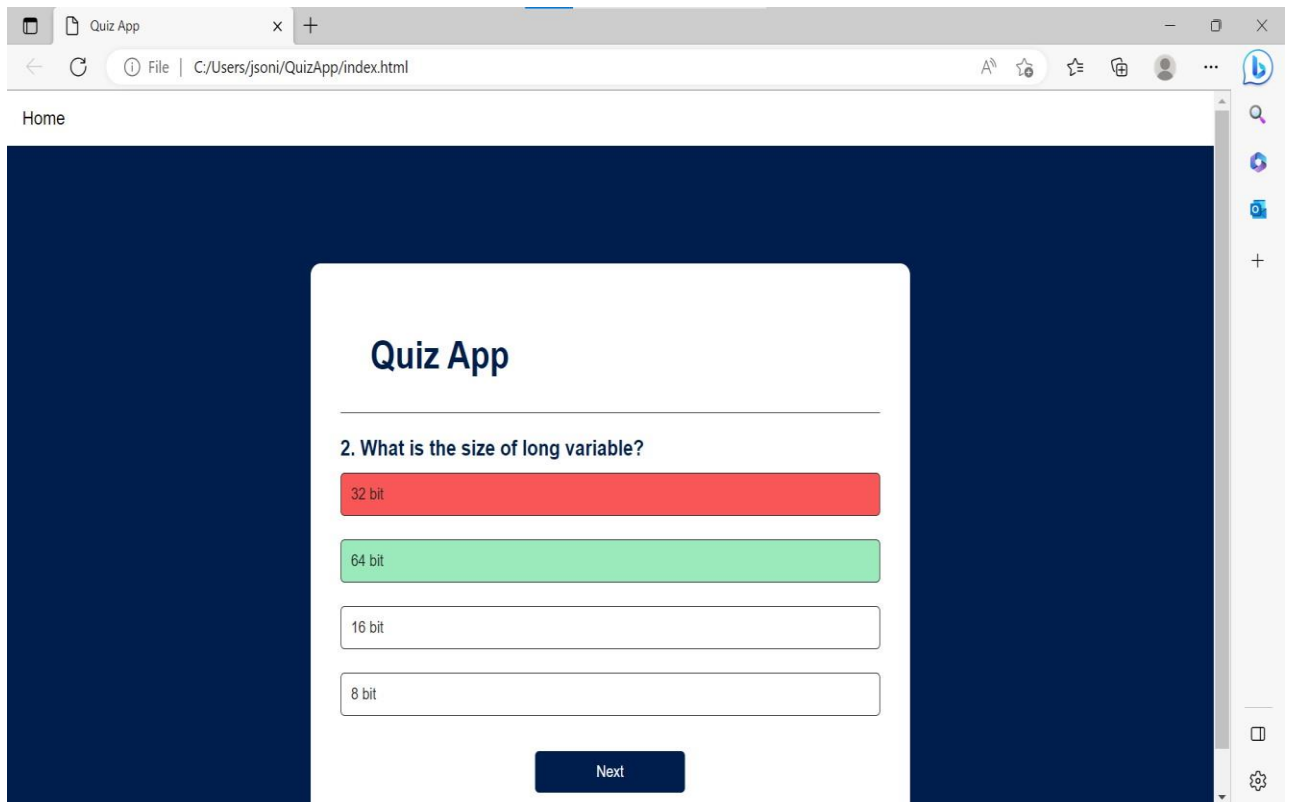 Quiz App
File | C:/Users/jsoni/QuizApp/index.html
Home
Quiz App
2. What is the size of long variable?
32 bit
64 bit
16 bit
8 bit
Next